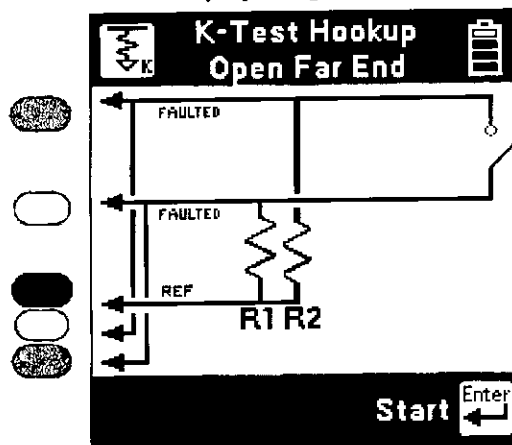 K
K-Test Hookup
Open Far End
FAULTED
FAULTED
REF
R1 R2
Start Enter